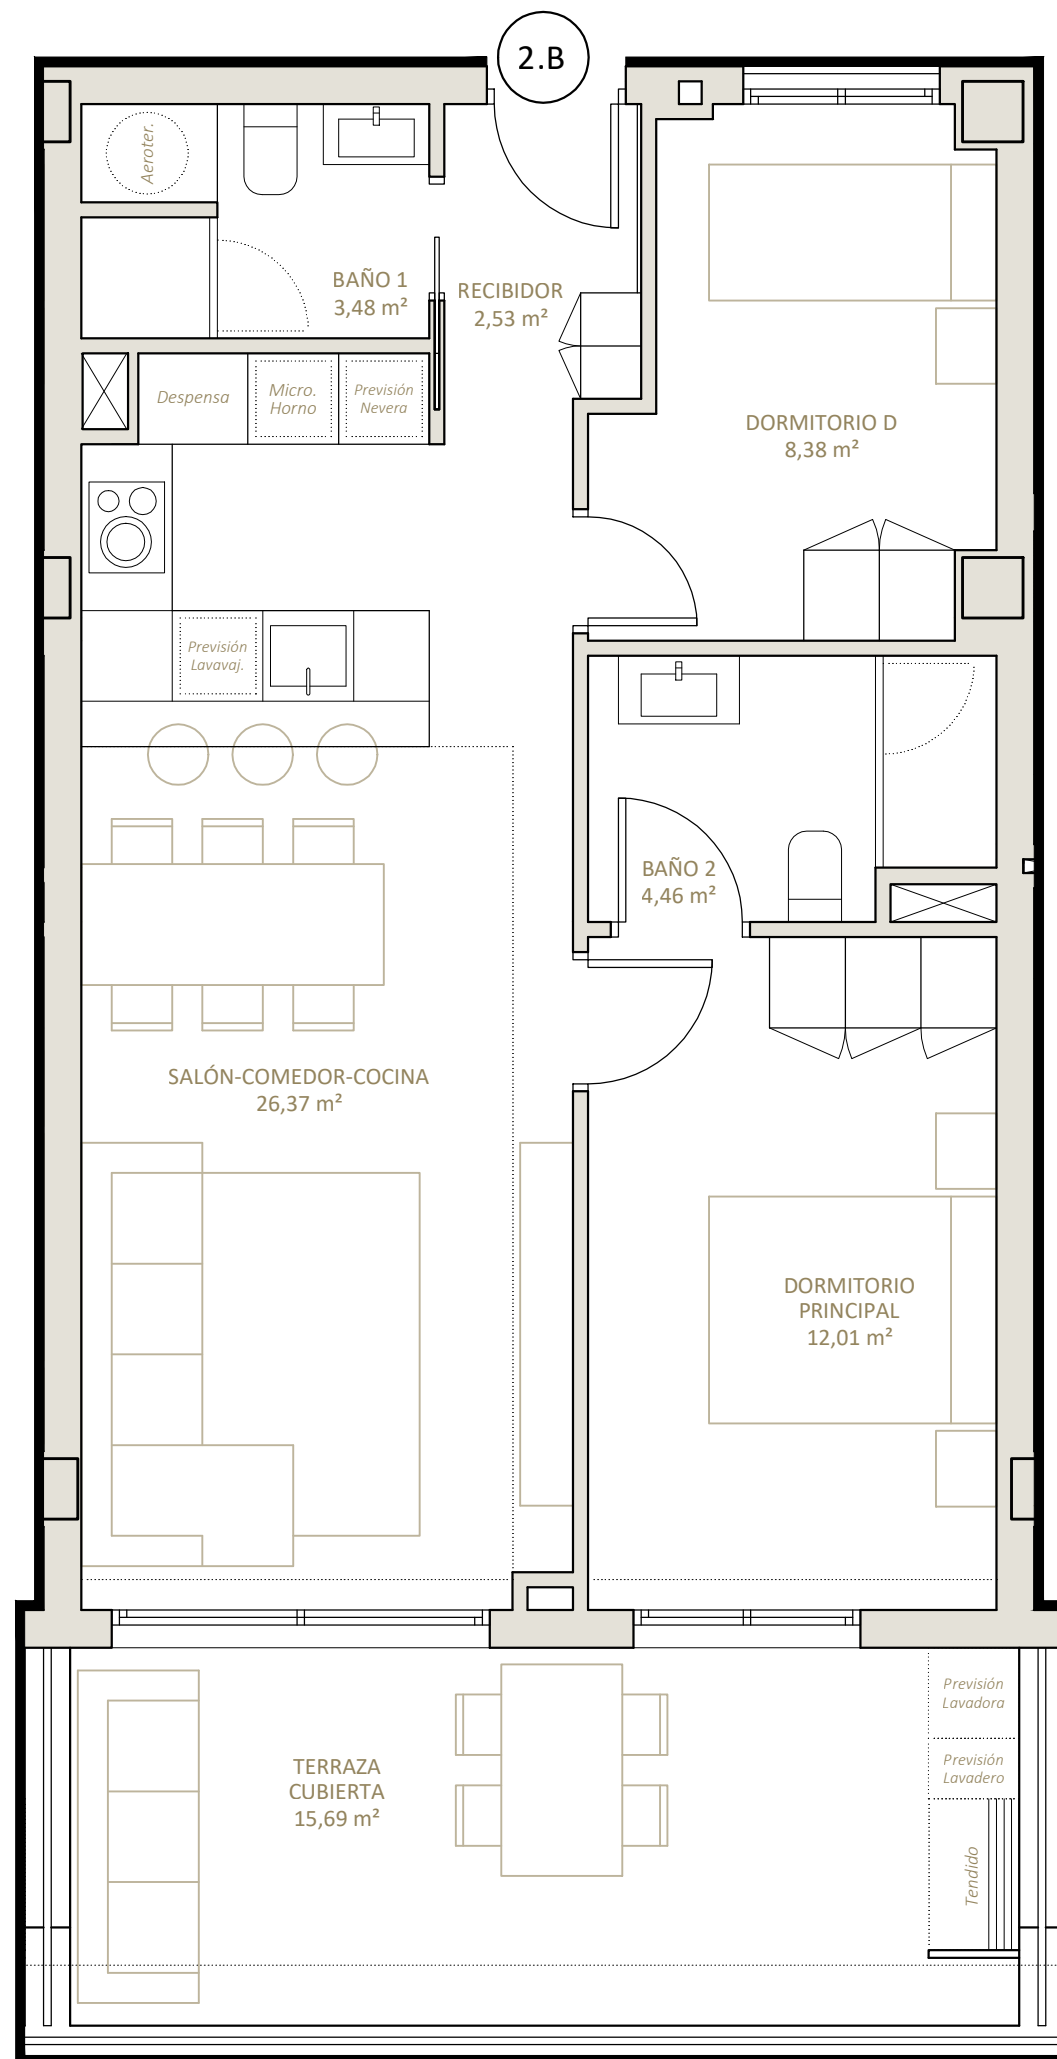 2.B
Aeroter.
BAÑO 1
3,48 m²
RECIBIDOR
2,53 m²
Despensa
Micro.
Horno
Previsión
Nevera
DORMITORIO D
8,38 m²
Previsión
Lavavaj.
BAÑO 2
4,46 m²
SALÓN-COMEDOR-COCINA
26,37 m²
DORMITORIO
PRINCIPAL
12,01 m²
Previsión
Lavadora
Previsión
Lavadero
TERRAZA
CUBIERTA
15,69 m²
Tendido